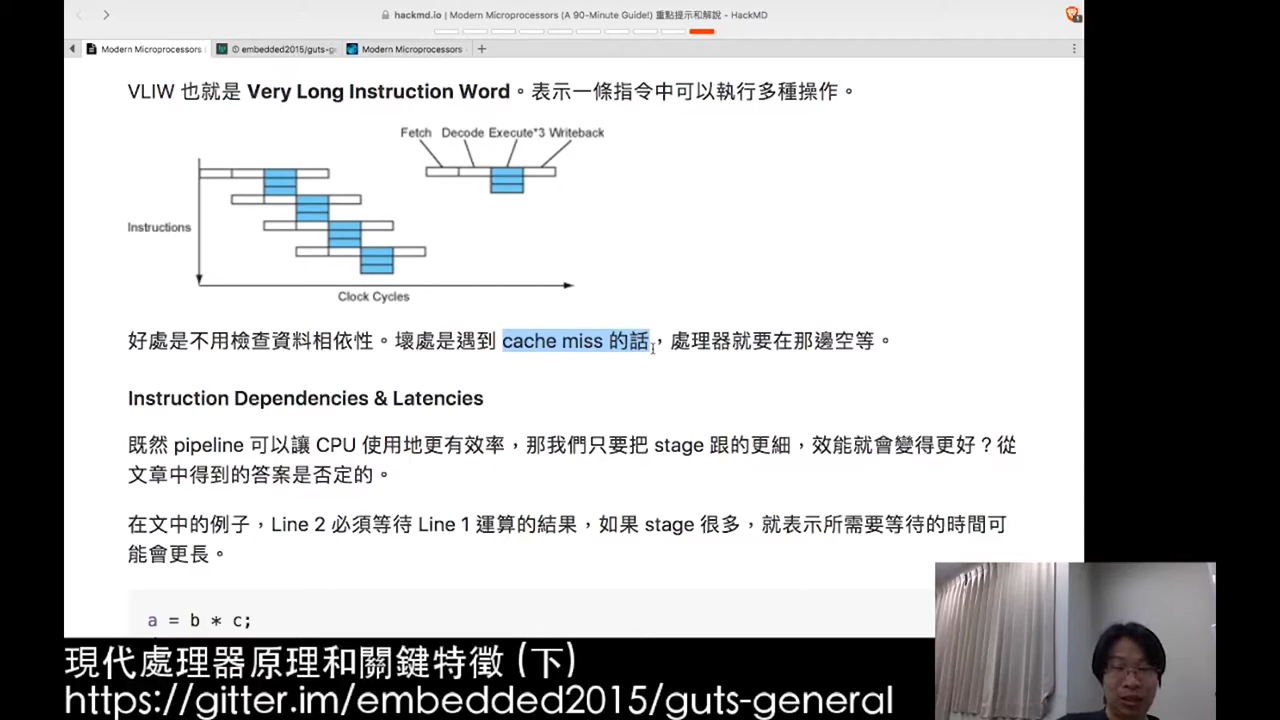 hackmd.io | Modern Microprocessors (A 90-Minute Guide!) 重點提示和解說 - HackMD
Modern Microprocessors
embedded2015/guts-g
Modern Microprocessors
VLIW 也就是 Very Long Instruction Word。表示一條指令中可以執行多種操作。
Fetch Decode Execute*3 Writeback
Instructions
Clock Cycles
好處是不用檢查資料相依性。壞處是遇到 cache miss 的話，處理器就要在那邊空等。
Instruction Dependencies & Latencies
既然 pipeline 可以讓 CPU 使用地更有效率，那我們只要把 stage 跟的更細，效能就會變得更好？從
文章中得到的答案是否定的。
在文中的例子，Line 2 必須等待 Line 1 運算的結果，如果 stage 很多，就表示所需要等待的時間可
能會更長。
a = b * c;
現代處理器原理和關鍵特徵 (下)
https://gitter.im/embedded2015/guts-general